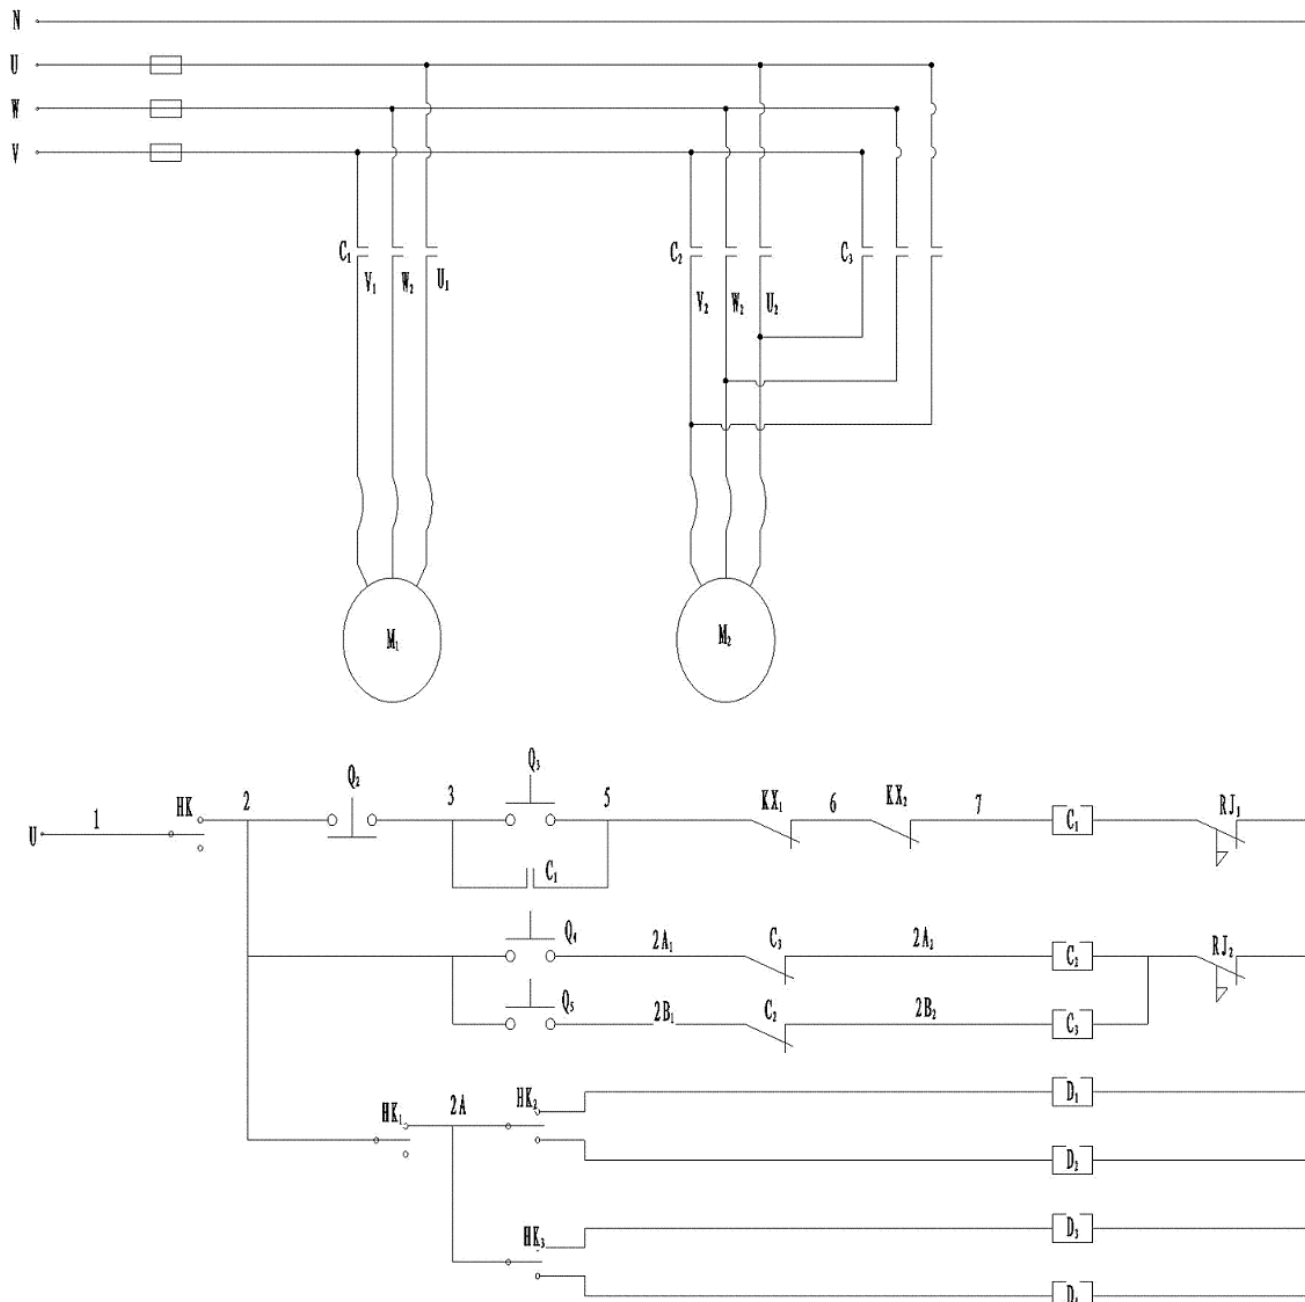 N
U
W
V
C₁
C₂
C₃
V₁
W₂
U₁
V₂
W₂
U₂
M₁
M₂
Q₃
Q₂
HK
2
3
5
KX₁
6
KX₂
7
RJ₁
U
1
C₁
C₁
Q₄
2A₁
C₃
2A₂
C₂
RJ₂
Q₅
2B₁
C₂
2B₂
C₃
HK₁
2A
HK₂
D₁
D₂
HK₃
D₃
D₄